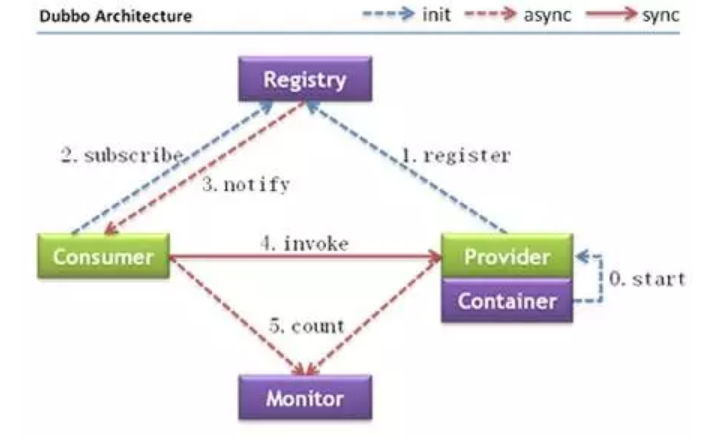 Dubbo Architecture
init
async
sync
Registry
2. subscribe
1. register
3. notify
4. invoke
Consumer
Provider
0. start
Container
5. count
Monitor